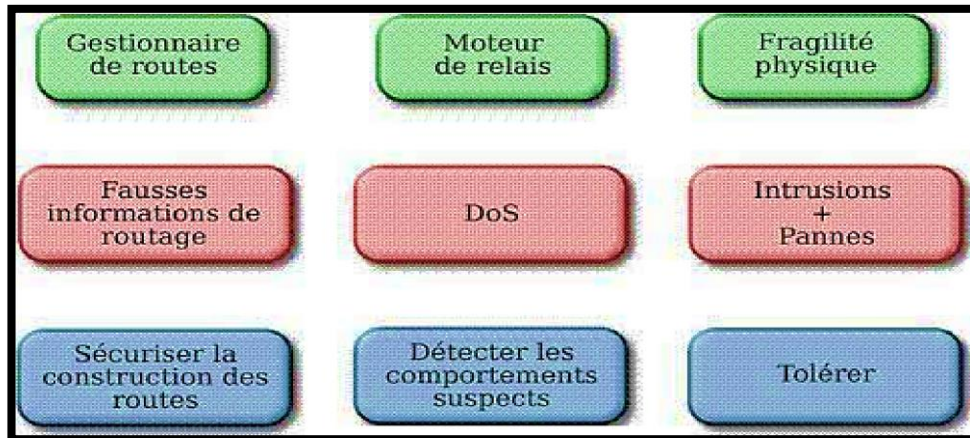 Gestionnaire
de routes
Moteur
de relais
Fragilité
physique
Fausses
informations de
routage
DoS
Intrusions
+
Pannes
Sécuriser la
construction des
routes
Détecter les
comportements
suspects
Tolérer